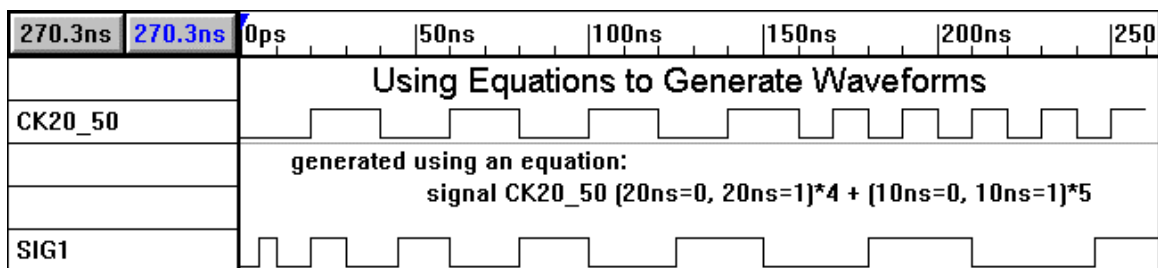 270.3ns 270.3ns 0ps 50ns 100ns 150ns 200ns 250
Using Equations to Generate Waveforms
CK20_50
generated using an equation:
signal CK20_50 (20ns=0, 20ns=1)*4 + (10ns=0, 10ns=1)*5
SIG1